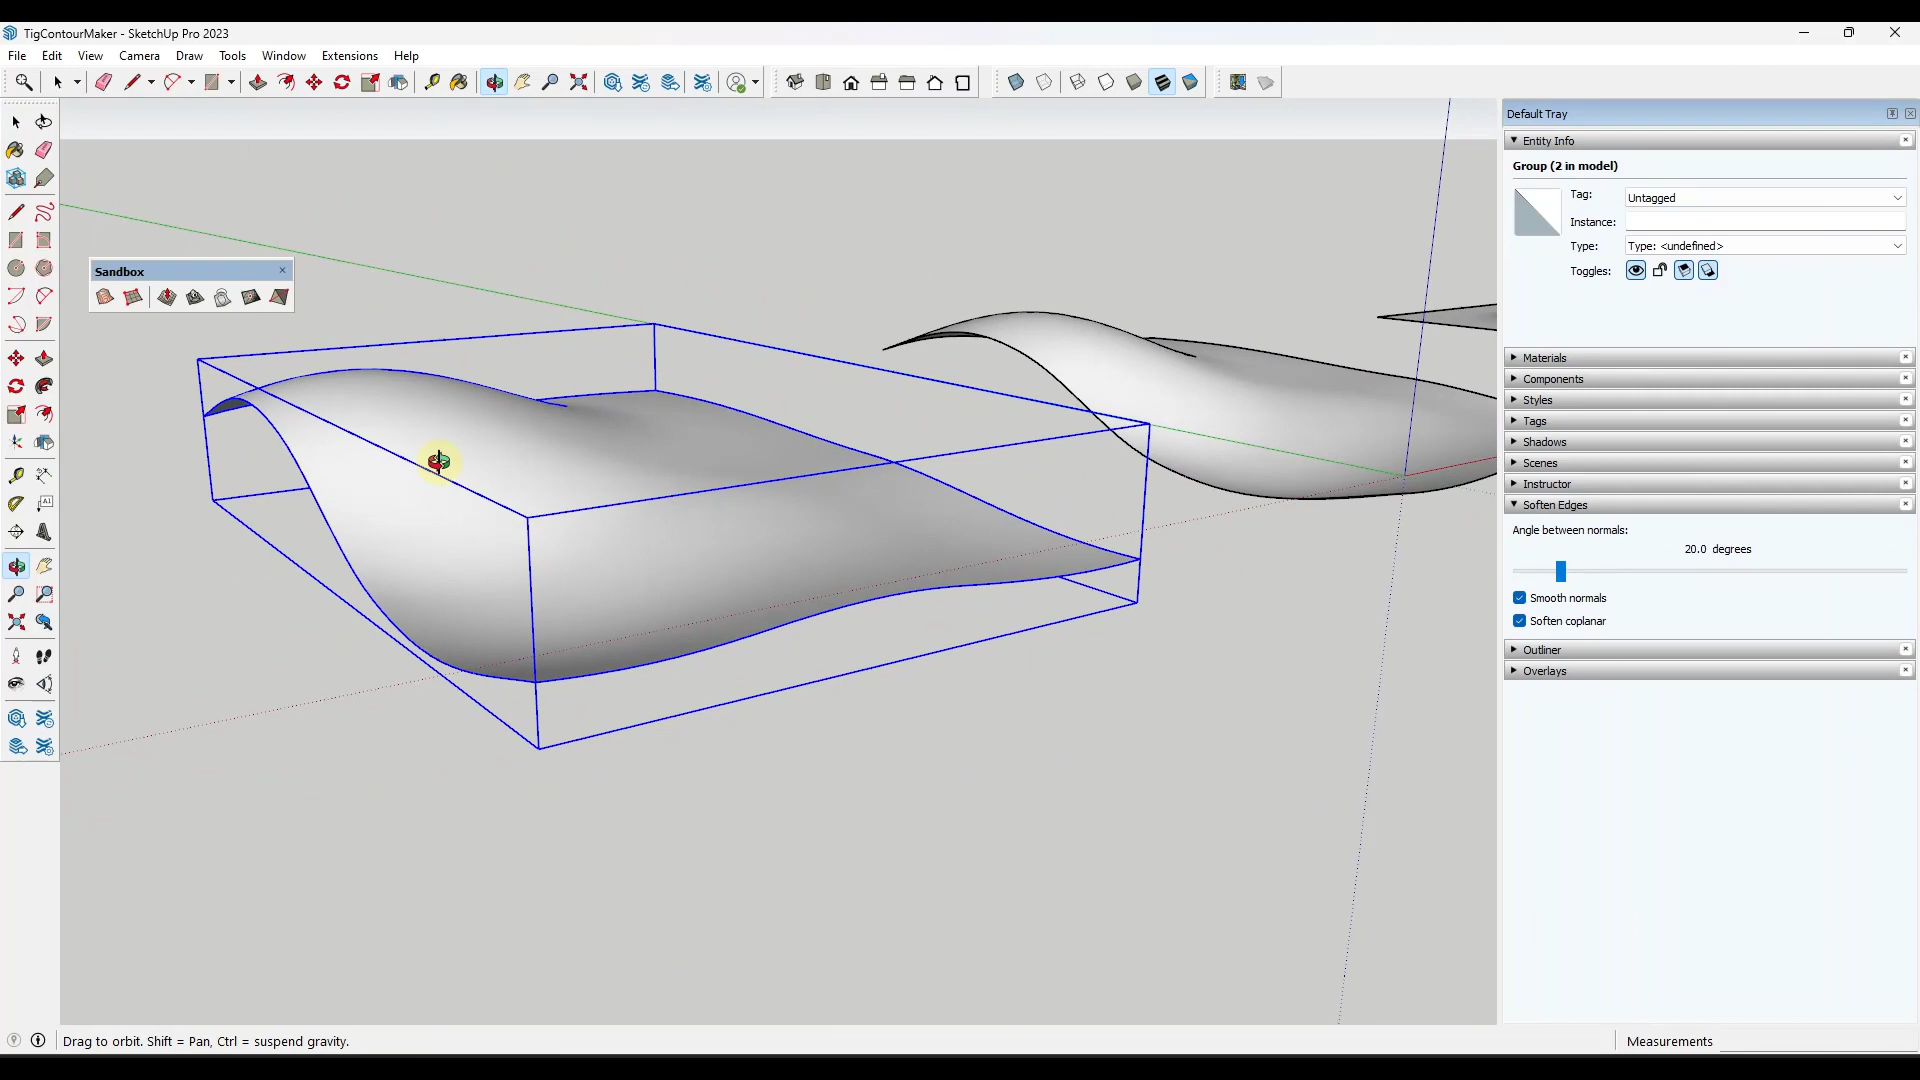 TigContourMaker - SketchUp Pro 2023
File Edit View Camera Draw Tools Window Extensions Help
Default Tray
Entity Info
Group (2 in model)
Tag: Untagged
Instance:
Type: Type: <undefined>
Toggles:
Sandbox
Materials
Components
Styles
Tags
Shadows
Scenes
Instructor
Soften Edges
Angle between normals:
20.0 degrees
Smooth normals
Soften coplanar
Outliner
Overlays
Drag to orbit. Shift = Pan, Ctrl = suspend gravity.
Measurements